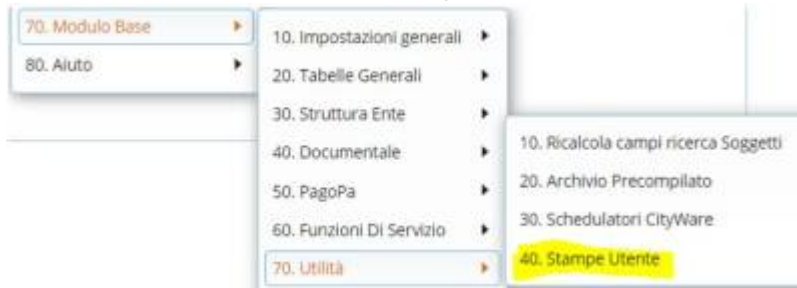 70. Modulo Base
80. Aiuto
10. Impostazioni generali
20. Tabelle Generali
30. Struttura Ente
40. Documentale
50. PagoPa
60. Funzioni Di Servizio
70. Utilità
10. Ricalcola campi ricerca Soggetti
20. Archivio Precompilato
30. Schedulatori CityWare
40. Stampe Utente